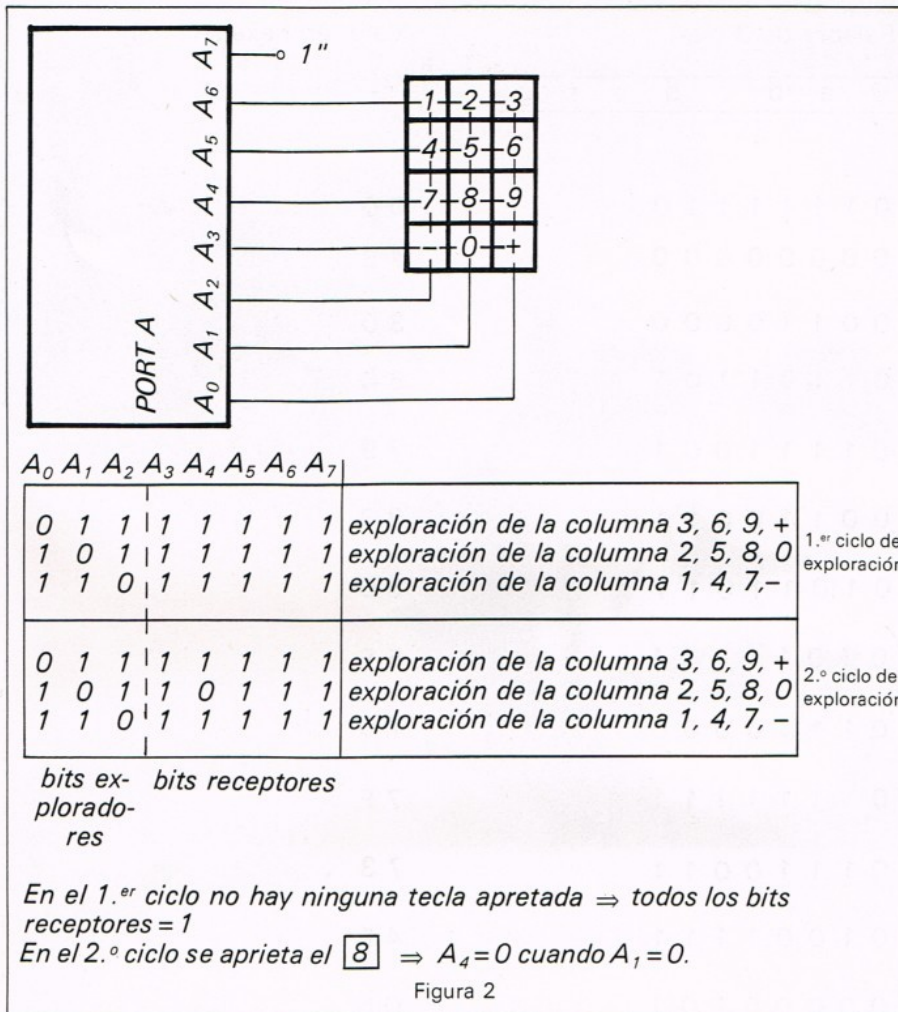 A7 1"
A6
A5
A4
A3
A2
A1
A0
PORT A
1 2 3
4 5 6
7 8 9
- 0 +
A0 A1 A2 A3 A4 A5 A6 A7
0 1 1 1 1 1 1 1 exploración de la columna 3, 6, 9, +
1 0 1 1 1 1 1 1 exploración de la columna 2, 5, 8, 0
1 1 0 1 1 1 1 1 exploración de la columna 1, 4, 7, -
1.er ciclo de
exploración
0 1 1 1 1 1 1 1 exploración de la columna 3, 6, 9, +
1 0 1 1 0 1 1 1 exploración de la columna 2, 5, 8, 0
1 1 0 1 1 1 1 1 exploración de la columna 1, 4, 7, -
2.º ciclo de
exploración
bits ex-
plorado-
res
bits receptores
En el 1.er ciclo no hay ninguna tecla apretada ⇒ todos los bits
receptores = 1
En el 2.º ciclo se aprieta el 8 ⇒ A4 = 0 cuando A1 = 0.
Figura 2